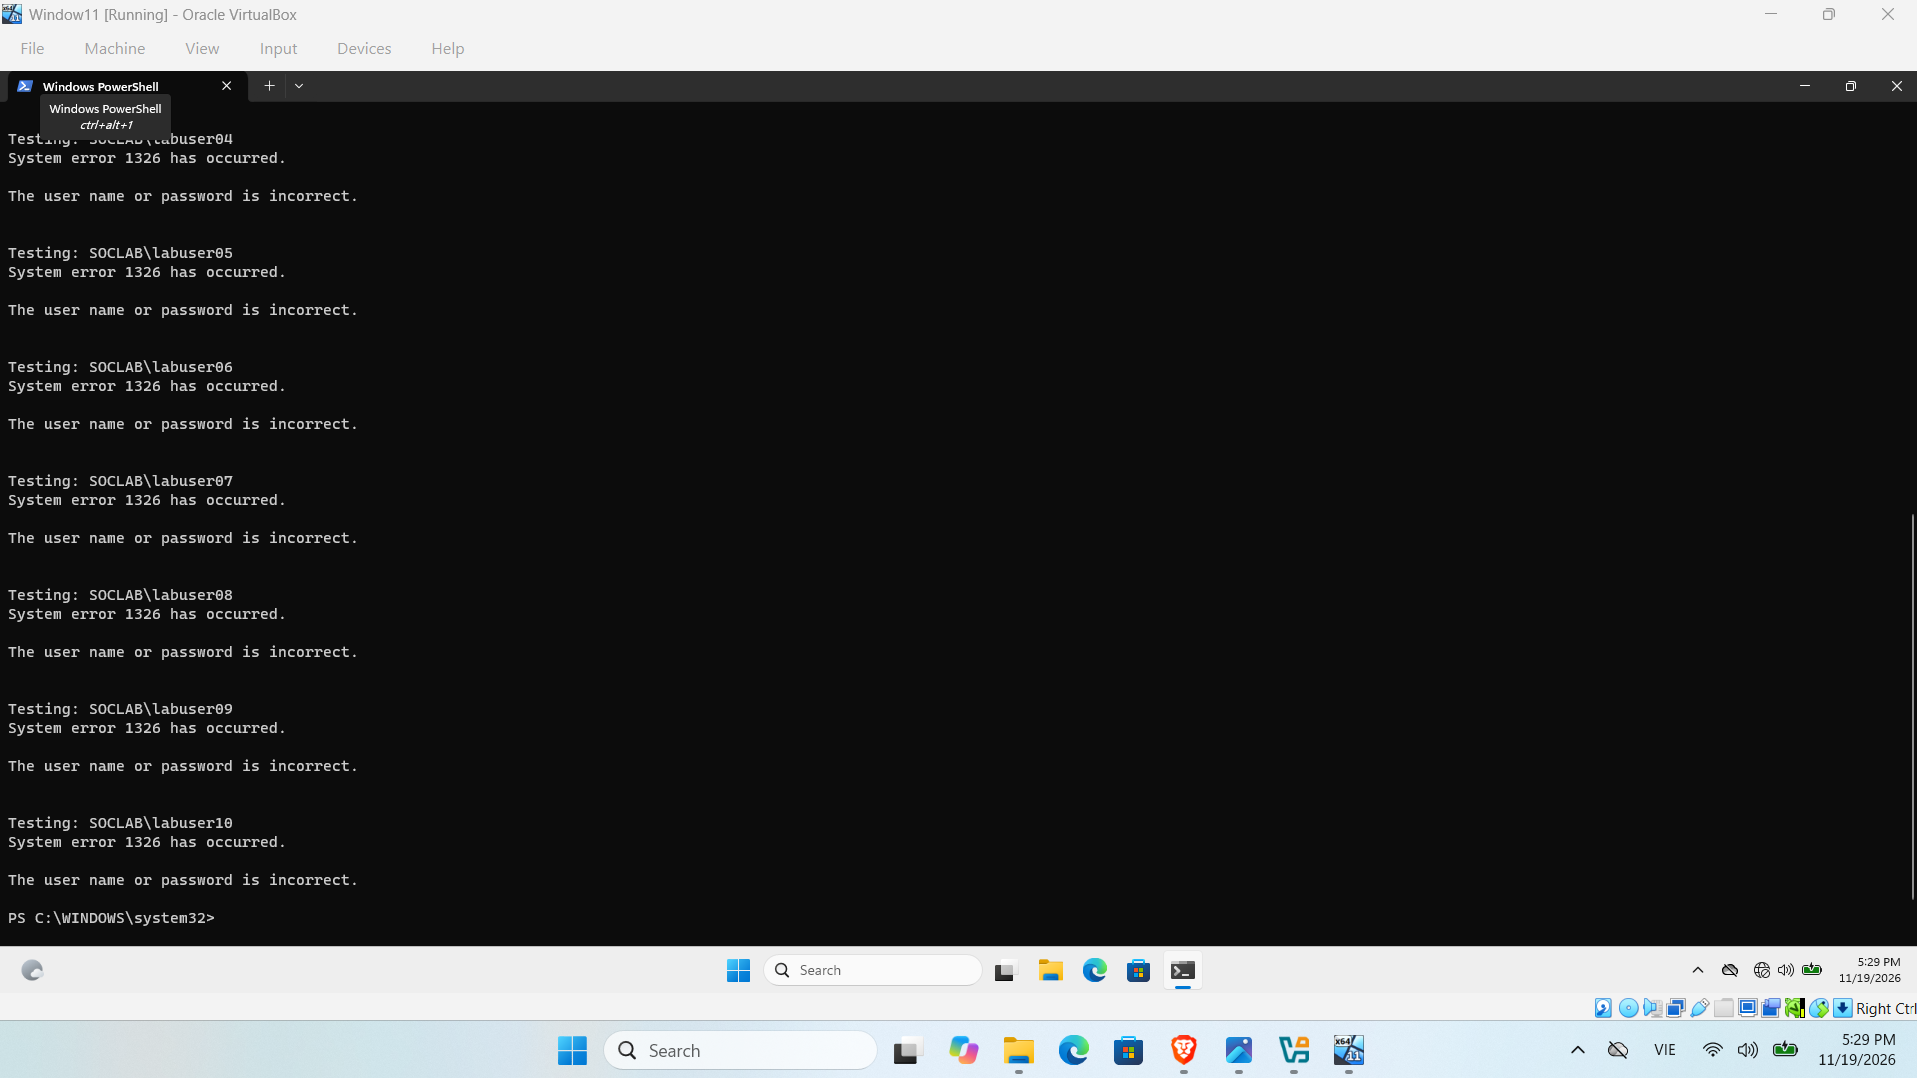 Window11 [Running] - Oracle VirtualBox
File Machine View Input Devices Help
Windows PowerShell
Windows PowerShell
ctrl+alt+1
Testing: SOCLAB\labuser04
System error 1326 has occurred.
The user name or password is incorrect.
Testing: SOCLAB\labuser05
System error 1326 has occurred.
The user name or password is incorrect.
Testing: SOCLAB\labuser06
System error 1326 has occurred.
The user name or password is incorrect.
Testing: SOCLAB\labuser07
System error 1326 has occurred.
The user name or password is incorrect.
Testing: SOCLAB\labuser08
System error 1326 has occurred.
The user name or password is incorrect.
Testing: SOCLAB\labuser09
System error 1326 has occurred.
The user name or password is incorrect.
Testing: SOCLAB\labuser10
System error 1326 has occurred.
The user name or password is incorrect.
PS C:\WINDOWS\system32>
Search
5:29 PM
11/19/2026
Right Ctrl
Search
VIE
5:29 PM
11/19/2026